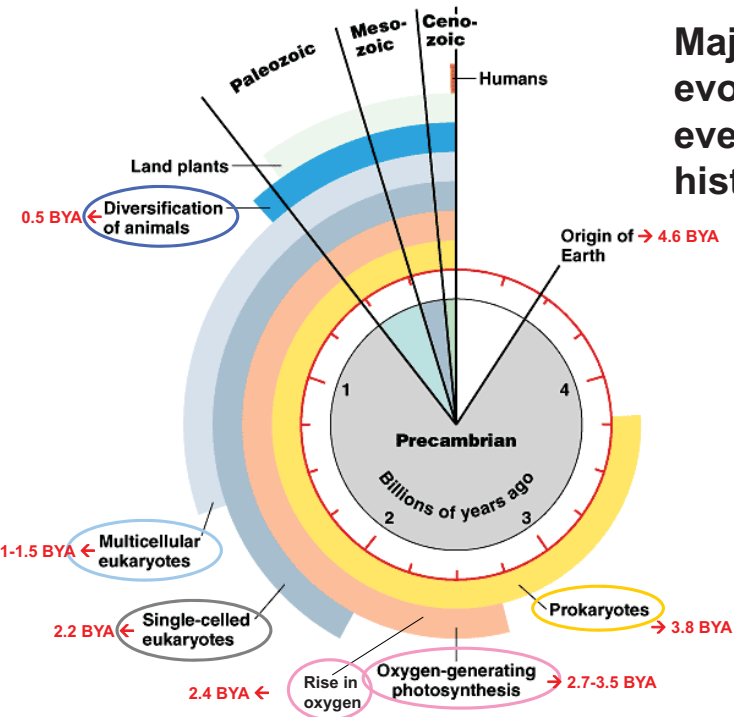 Paleozoic
Meso-
zoic
Ceno-
zoic
Humans
Land plants
0.5 BYA ← Diversification
of animals
Origin of → 4.6 BYA
Earth
1
4
Precambrian
Billions of years ago
2
3
Multicellular
1-1.5 BYA ← eukaryotes
Prokaryotes
→ 3.8 BYA
Single-celled
2.2 BYA ← eukaryotes
Rise in
oxygen
2.4 BYA ←
Oxygen-generating
photosynthesis → 2.7-3.5 BYA
Maj
evo
eve
hist